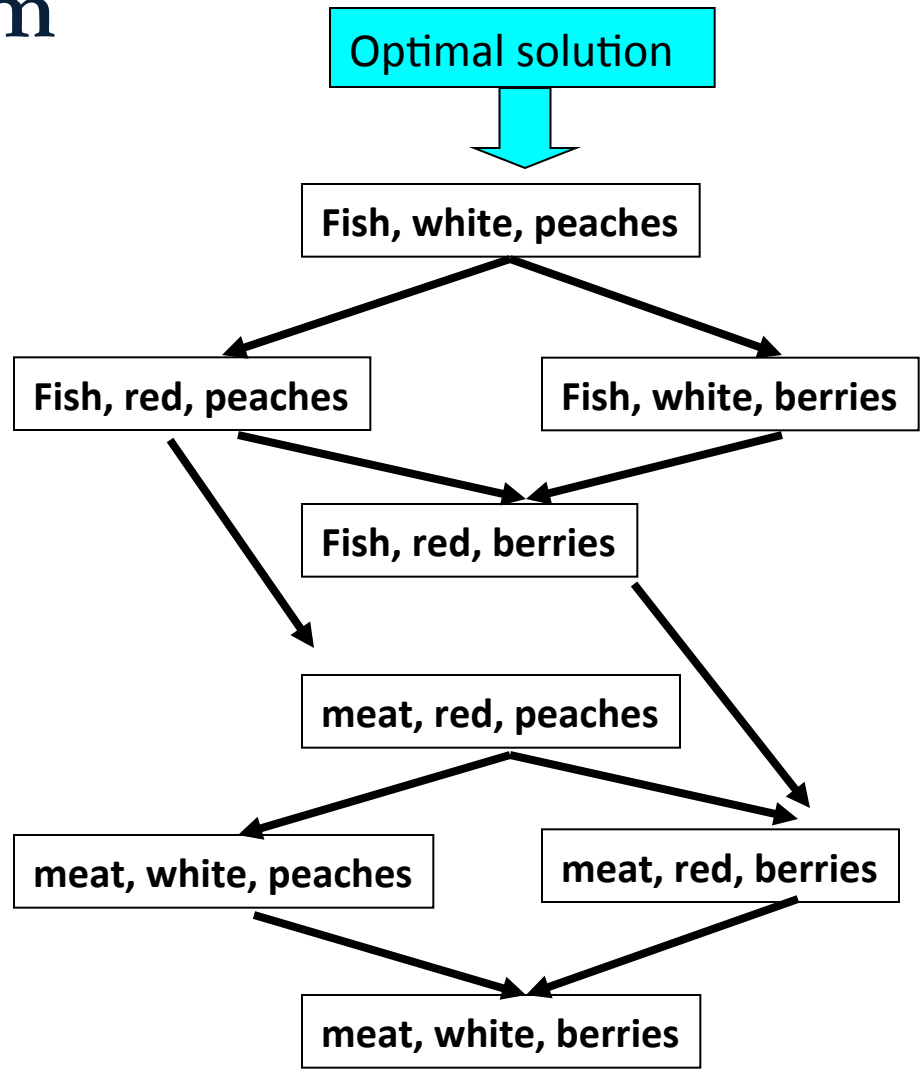 m
Optimal solution
Fish, white, peaches
Fish, red, peaches
Fish, white, berries
Fish, red, berries
meat, red, peaches
meat, white, peaches
meat, red, berries
meat, white, berries